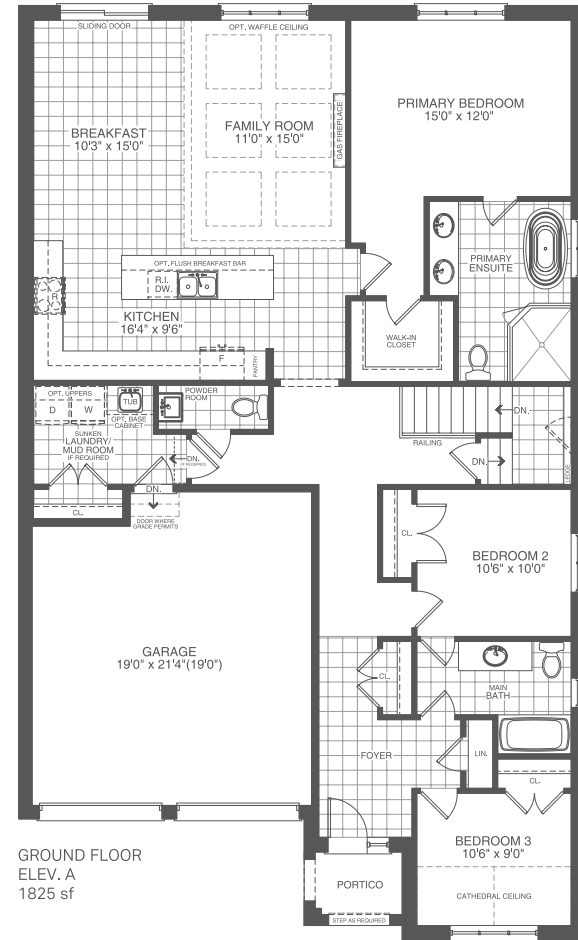 SLIDING DOOR
OPT. WAFFLE CEILING
BREAKFAST
10'3" x 15'0"
FAMILY ROOM
11'0" x 15'0"
GAS FIREPLACE
PRIMARY BEDROOM
15'0" x 12'0"
PRIMARY
ENSUITE
OPT. FLUSH BREAKFAST BAR
R.I.
DW.
R
KITCHEN
16'4" x 9'6"
F
PANTRY
WALK-IN
CLOSET
OPT. UPPERS
D
W
TUB
OPT. BASE
CABINET
POWDER
ROOM
SUNKEN
LAUNDRY/
MUD ROOM
IF REQUIRED
DN.
(IF REQUIRED)
CL.
DN.
DOOR WHERE
GRADE PERMITS
DN.
RAILING
DN.
LEDGE
CL.
BEDROOM 2
10'6" x 10'0"
GARAGE
19'0" x 21'4"(19'0")
CL.
MAIN
BATH
FOYER
LIN.
CL.
BEDROOM 3
10'6" x 9'0"
CATHEDRAL CEILING
PORTICO
STEP AS REQUIRED
GROUND FLOOR
ELEV. A
1825 sf